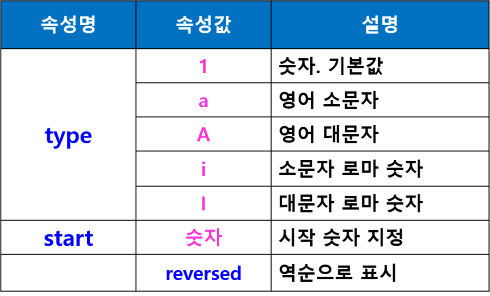 속성명 속성값 설명
type 1 숫자. 기본값
a 영어 소문자
A 영어 대문자
i 소문자 로마 숫자
I 대문자 로마 숫자
start 숫자 시작 숫자 지정
reversed 역순으로 표시